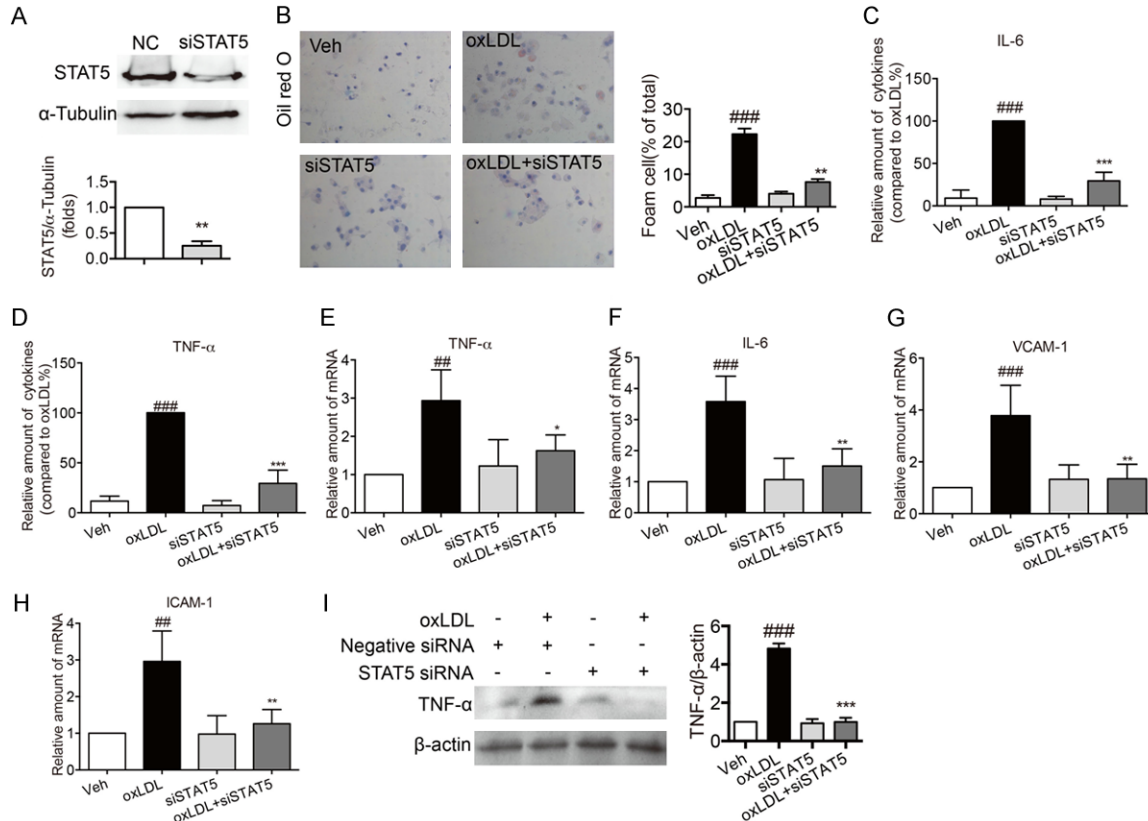 A
NC siSTAT5
STAT5
α-Tubulin
STAT5/α-Tubulin
(folds)
1.5
1.0
0.5
0.0
**
B
Oil red O
Veh
oxLDL
siSTAT5
oxLDL+siSTAT5
Foam cell(% of total)
30
20
10
0
###
**
Veh
oxLDL
siSTAT5
oxLDL+siSTAT5
C
IL-6
Relative amount of cytokines
(compared to oxLDL%)
150
100
50
0
###
***
Veh
oxLDL
siSTAT5
oxLDL+siSTAT5
D
TNF-α
Relatiive amount of cytokines
(compared to oxLDL%)
150
100
50
0
###
***
Veh
oxLDL
siSTAT5
oxLDL+siSTAT5
E
TNF-α
Relative amount of mRNA
4
3
2
1
0
##
*
Veh
oxLDL
siSTAT5
oxLDL+siSTAT5
F
IL-6
Relative amount of mRNA
5
4
3
2
1
0
###
**
Veh
oxLDL
siSTAT5
oxLDL+siSTAT5
G
VCAM-1
Relative amount of mRNA
6
4
2
0
###
**
Veh
oxLDL
siSTAT5
oxLDL+siSTAT5
H
ICAM-1
Relative amount of mRNA
4
3
2
1
0
##
**
Veh
oxLDL
siSTAT5
oxLDL+siSTAT5
I
oxLDL - + - +
Negative siRNA + + - -
STAT5 siRNA - - + +
TNF-α
β-actin
TNF-α/β-actin
6
4
2
0
###
***
Veh
oxLDL
siSTAT5
oxLDL+siSTAT5